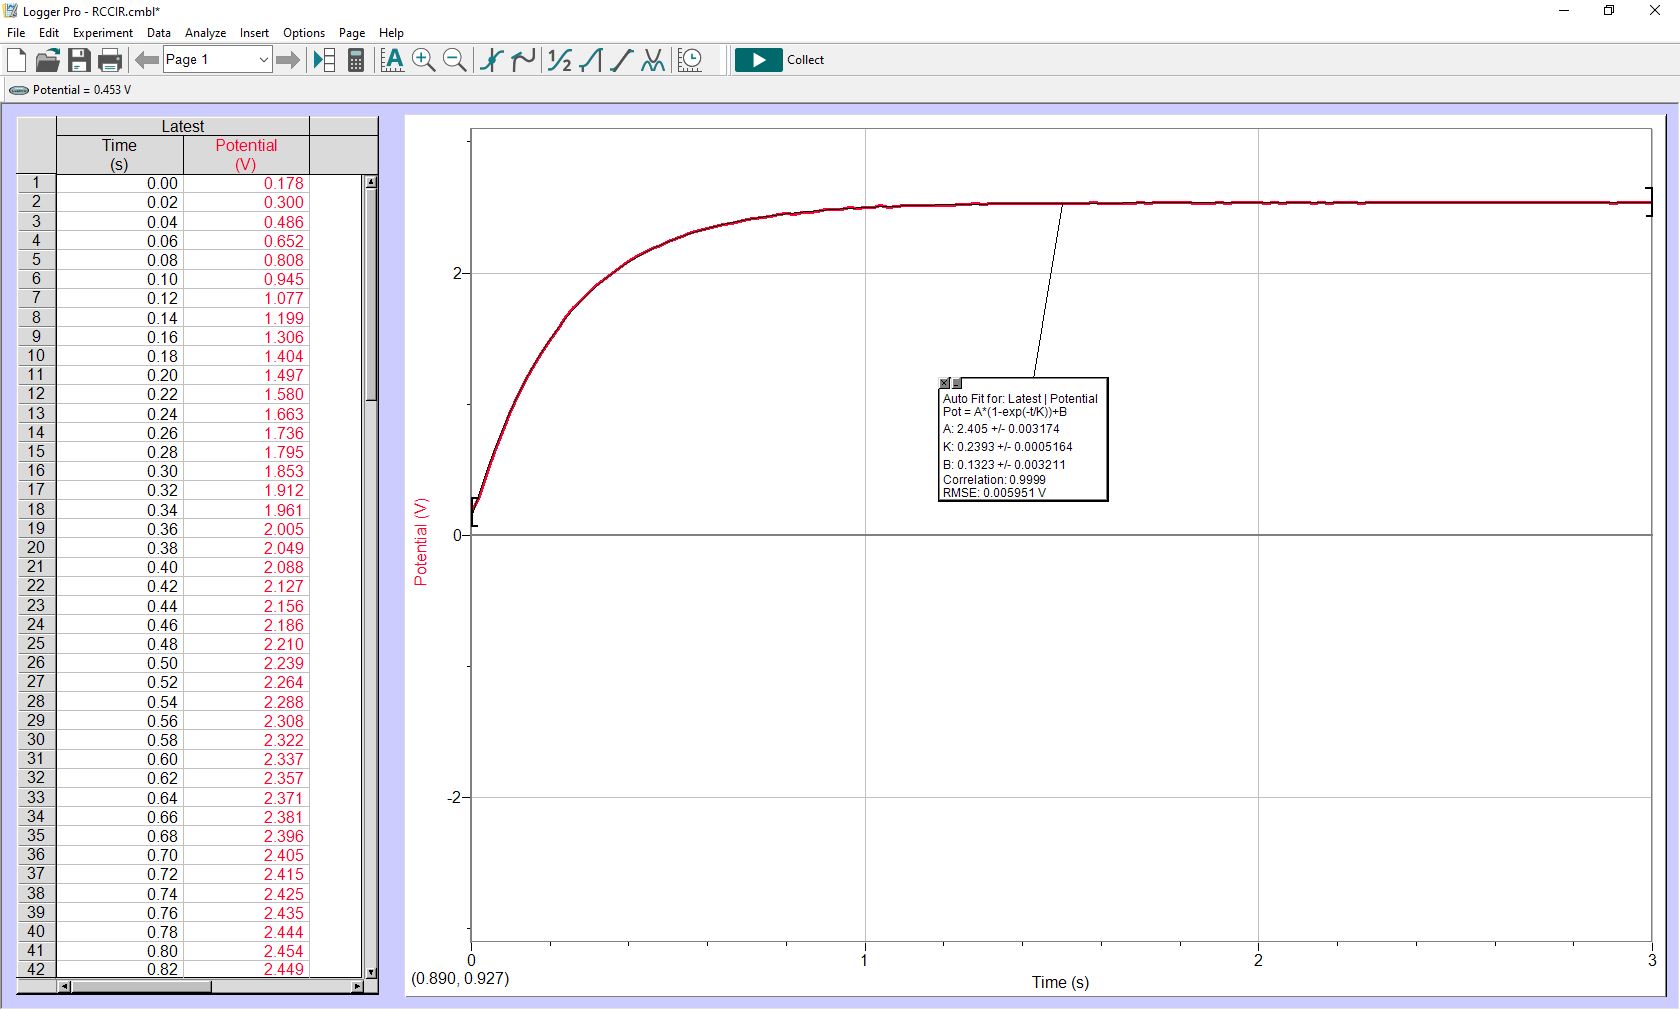 Logger Pro - RCCIR.cmbl*
File Edit Experiment Data Analyze Insert Options Page Help
Page 1
Collect
Potential = 0.453 V
Latest
Time Potential
(s) (V)
1 0.00 0.178
2 0.02 0.300
3 0.04 0.486
4 0.06 0.652
5 0.08 0.808
6 0.10 0.945
7 0.12 1.077
8 0.14 1.199
9 0.16 1.306
10 0.18 1.404
11 0.20 1.497
12 0.22 1.580
13 0.24 1.663
14 0.26 1.736
15 0.28 1.795
16 0.30 1.853
17 0.32 1.912
18 0.34 1.961
19 0.36 2.005
20 0.38 2.049
21 0.40 2.088
22 0.42 2.127
23 0.44 2.156
24 0.46 2.186
25 0.48 2.210
26 0.50 2.239
27 0.52 2.264
28 0.54 2.288
29 0.56 2.308
30 0.58 2.322
31 0.60 2.337
32 0.62 2.357
33 0.64 2.371
34 0.66 2.381
35 0.68 2.396
36 0.70 2.405
37 0.72 2.415
38 0.74 2.425
39 0.76 2.435
40 0.78 2.444
41 0.80 2.454
42 0.82 2.449
Potential (V)
2
0
-2
Auto Fit for: Latest | Potential
Pot = A*(1-exp(-t/K))+B
A: 2.405 +/- 0.003174
K: 0.2393 +/- 0.0005164
B: 0.1323 +/- 0.003211
Correlation: 0.9999
RMSE: 0.005951 V
0 1 2 3
(0.890, 0.927)
Time (s)